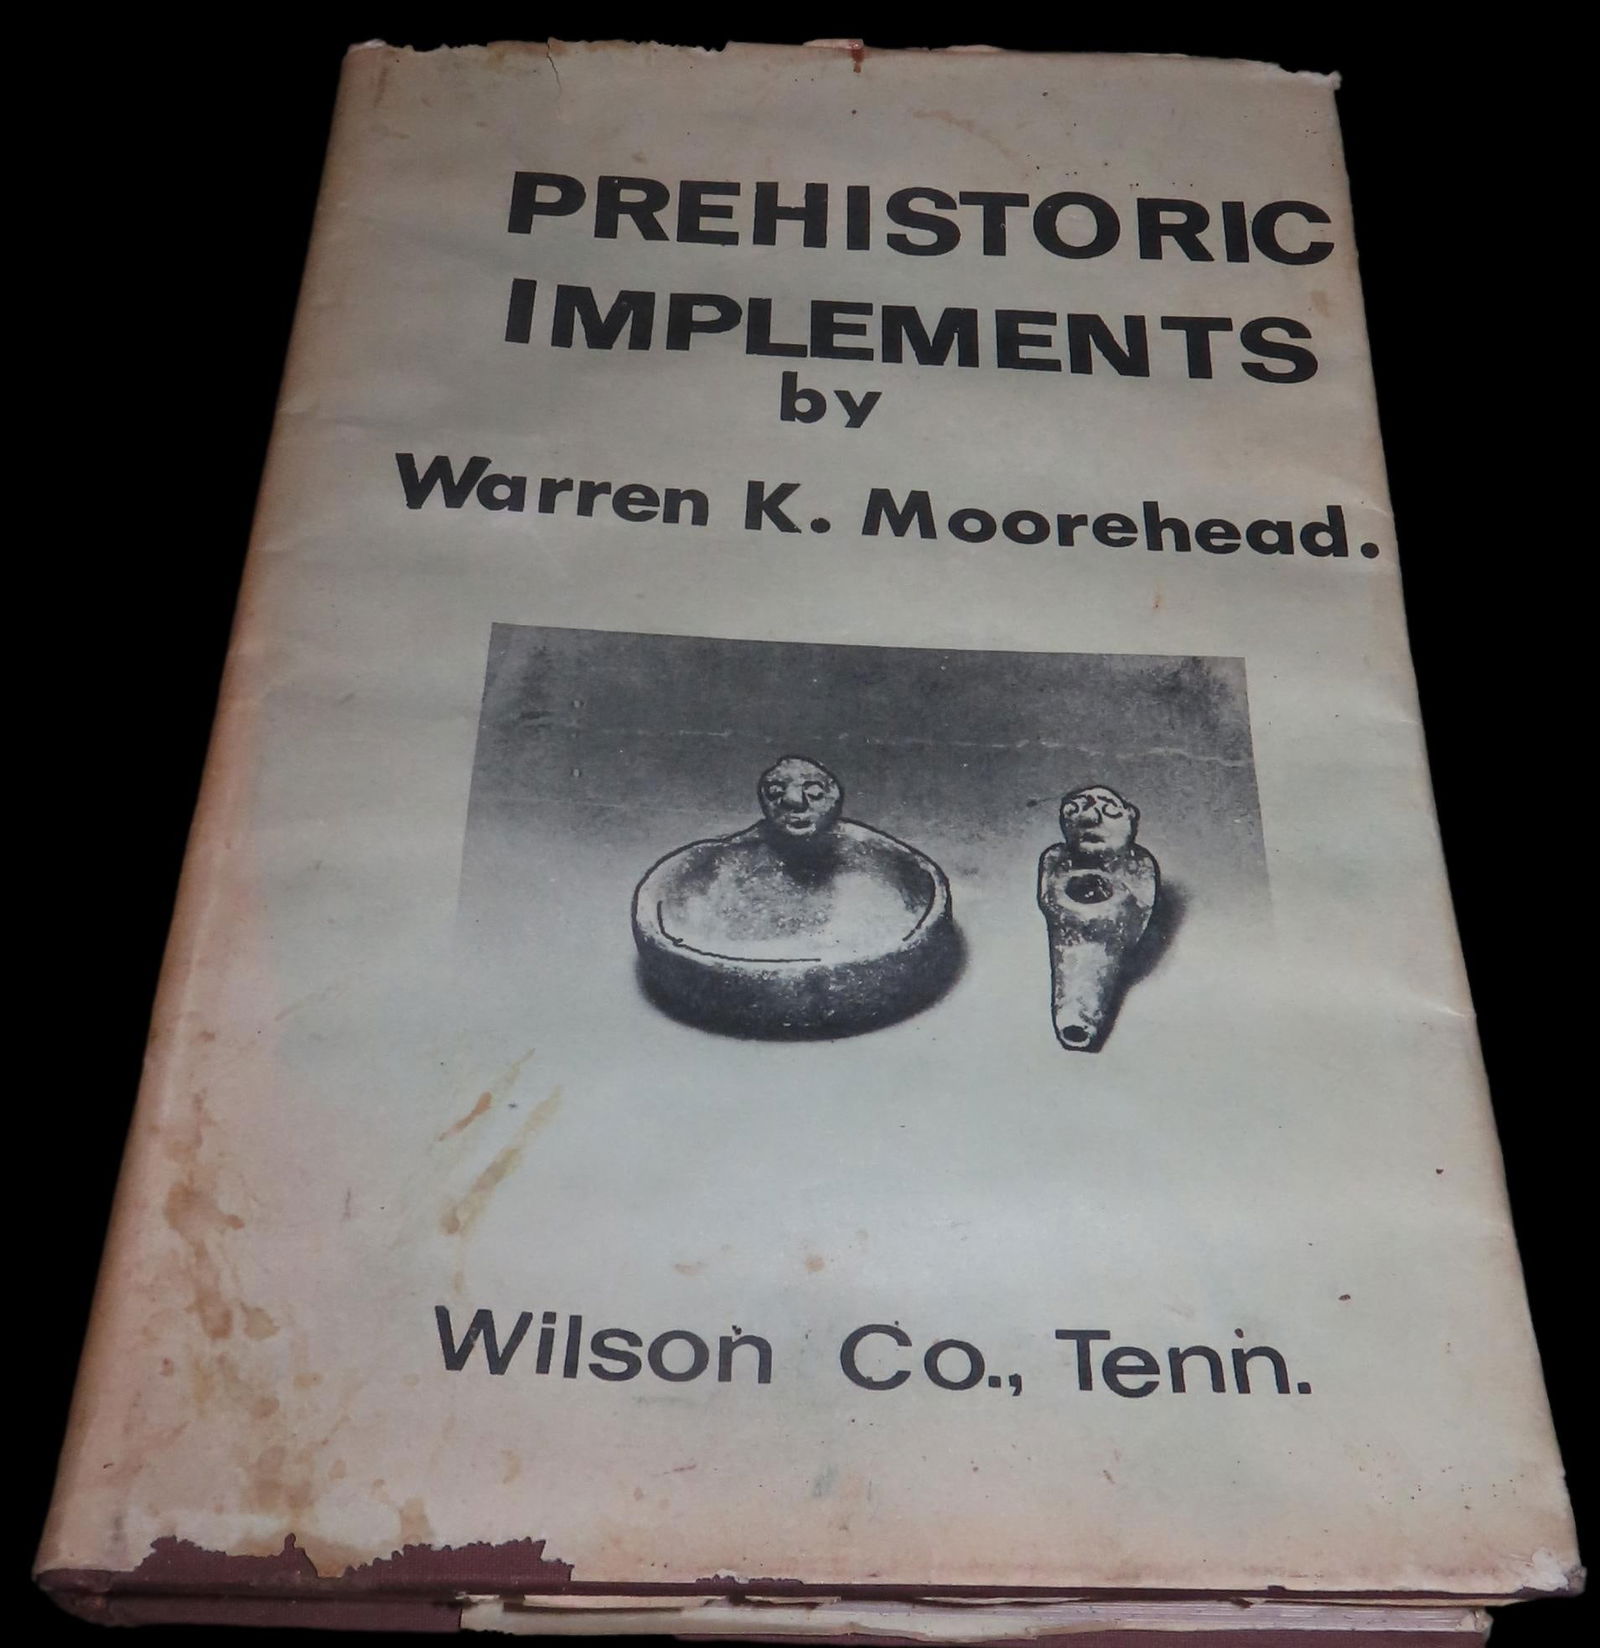 PREHISTORIC
IMPLEMENTS
by
Warren K. Moorehead.
Wilson Co., Tenn.